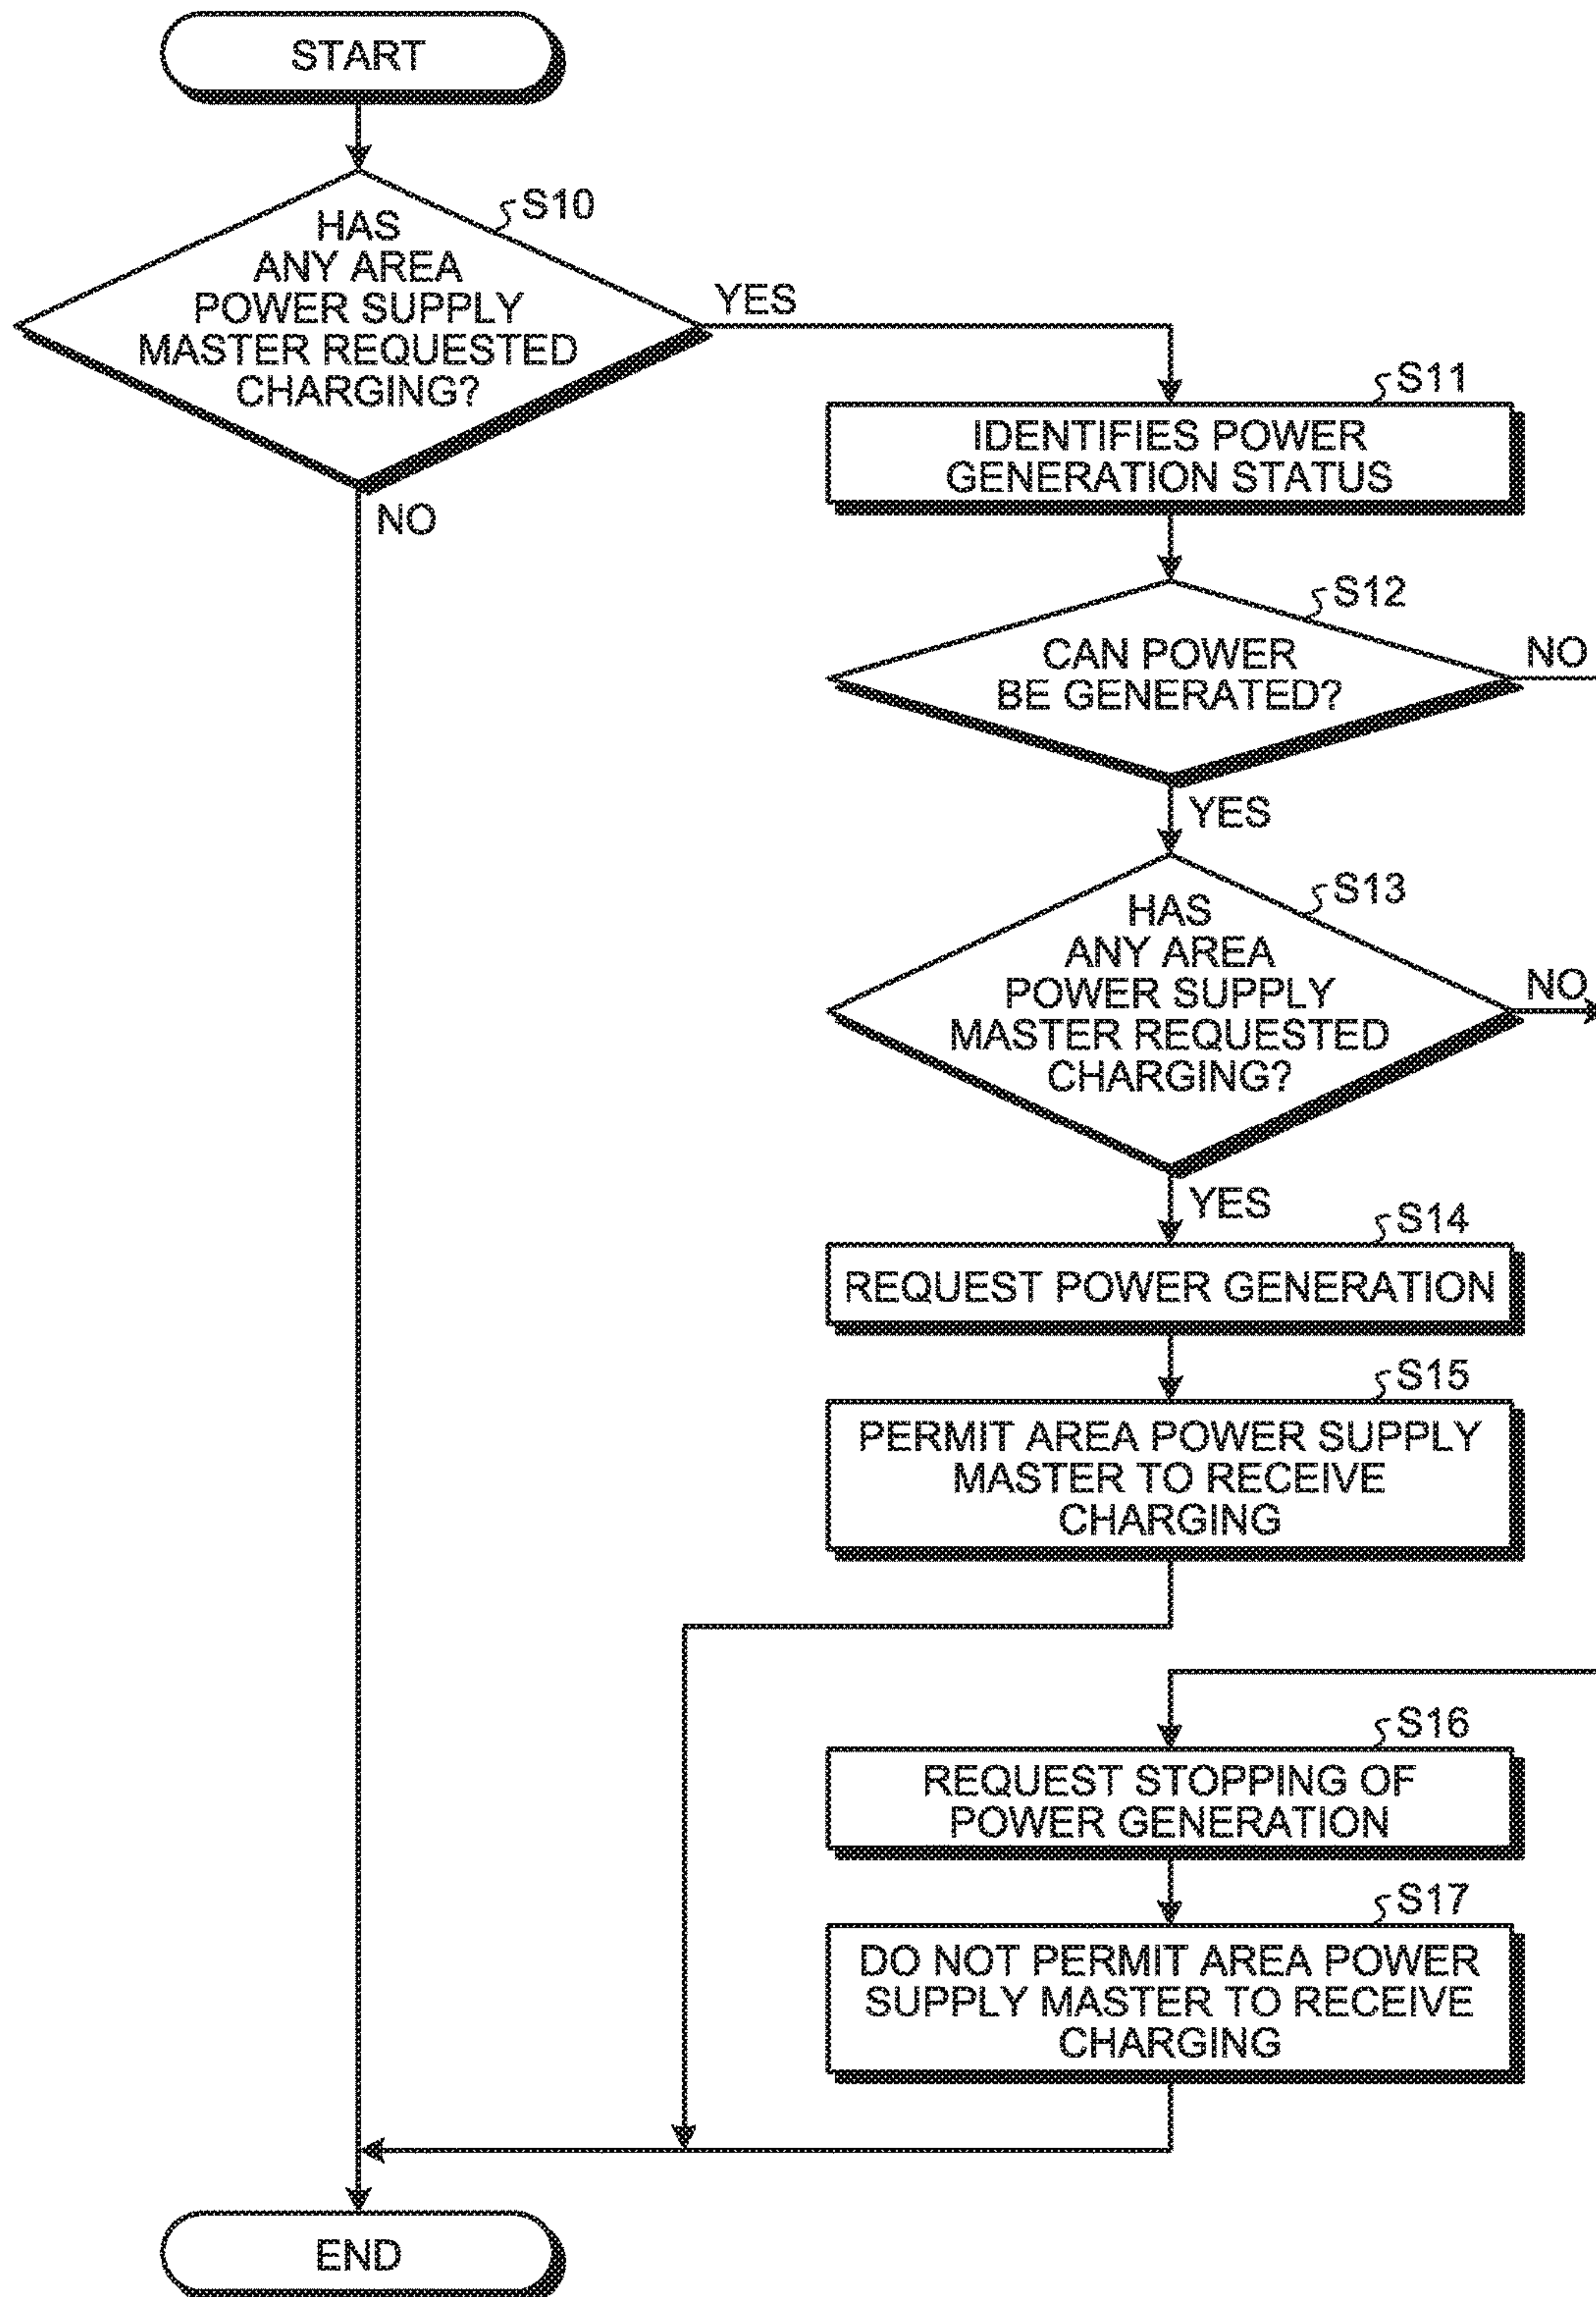 START
S10
HAS
ANY AREA
POWER SUPPLY
MASTER REQUESTED
CHARGING?
YES
NO
S11
IDENTIFIES POWER
GENERATION STATUS
S12
CAN POWER
BE GENERATED?
NO
YES
S13
HAS
ANY AREA
POWER SUPPLY
MASTER REQUESTED
CHARGING?
NO
YES
S14
REQUEST POWER GENERATION
S15
PERMIT AREA POWER SUPPLY
MASTER TO RECEIVE
CHARGING
S16
REQUEST STOPPING OF
POWER GENERATION
S17
DO NOT PERMIT AREA POWER
SUPPLY MASTER TO RECEIVE
CHARGING
END